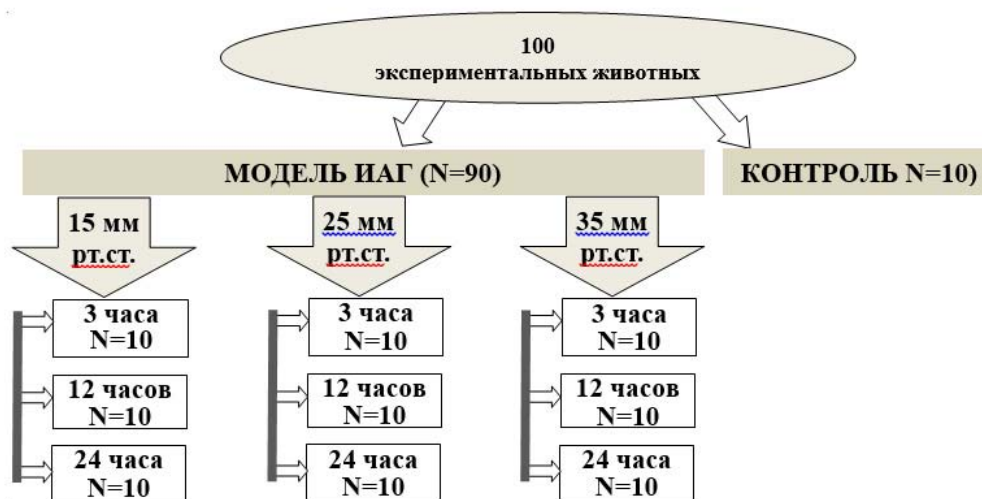 100
экспериментальных животных
МОДЕЛЬ ИАГ (N=90)
КОНТРОЛЬ N=10)
15 мм
рт.ст.
25 мм
рт.ст.
35 мм
рт.ст.
3 часа
N=10
12 часов
N=10
24 часа
N=10
3 часа
N=10
12 часов
N=10
24 часа
N=10
3 часа
N=10
12 часов
N=10
24 часа
N=10